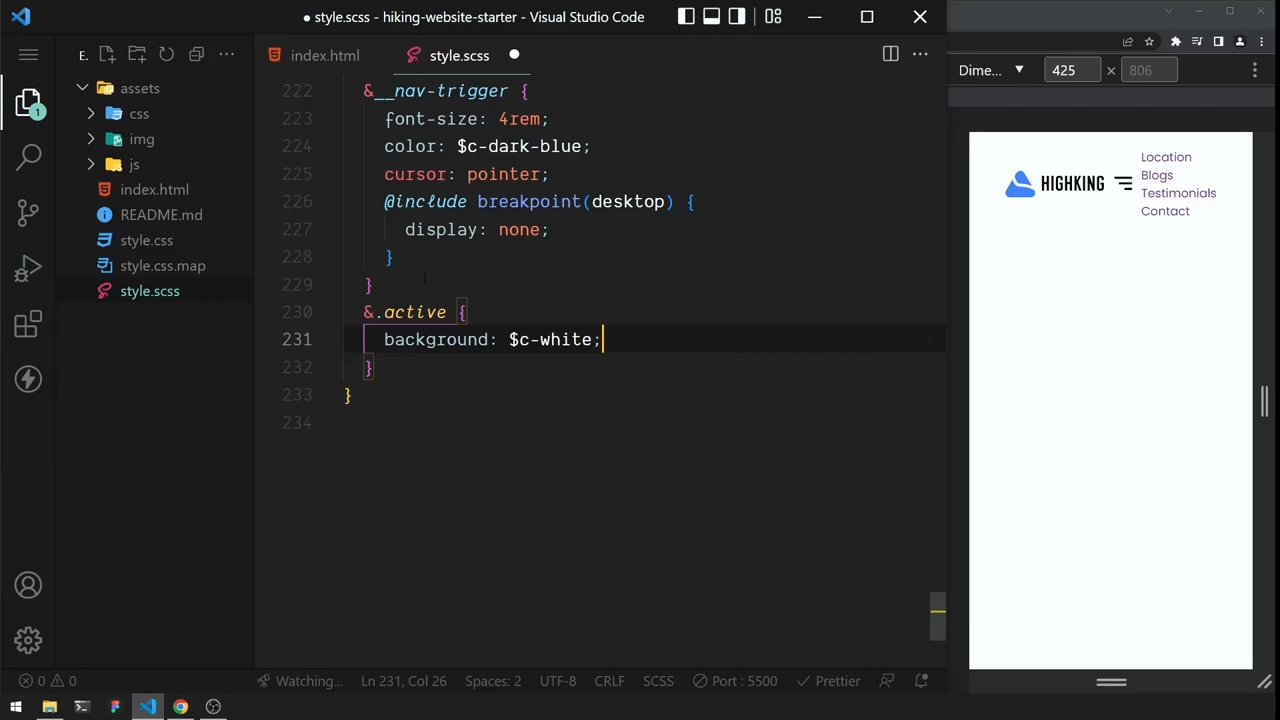 style.scss - hiking-website-starter - Visual Studio Code
E.
assets
css
img
js
index.html
README.md
style.css
style.css.map
style.scss
1
index.html
style.scss
222 &__nav-trigger {
223 font-size: 4rem;
224 color: $c-dark-blue;
225 cursor: pointer;
226 @include breakpoint(desktop) {
227 display: none;
228 }
229 }
230 &.active {
231 background: $c-white;
232 }
233 }
234
0 0
Watching...
Ln 231, Col 26
Spaces: 2
UTF-8
CRLF
SCSS
Port : 5500
Prettier
Dime...
425
×
806
HIGHKING
Location
Blogs
Testimonials
Contact